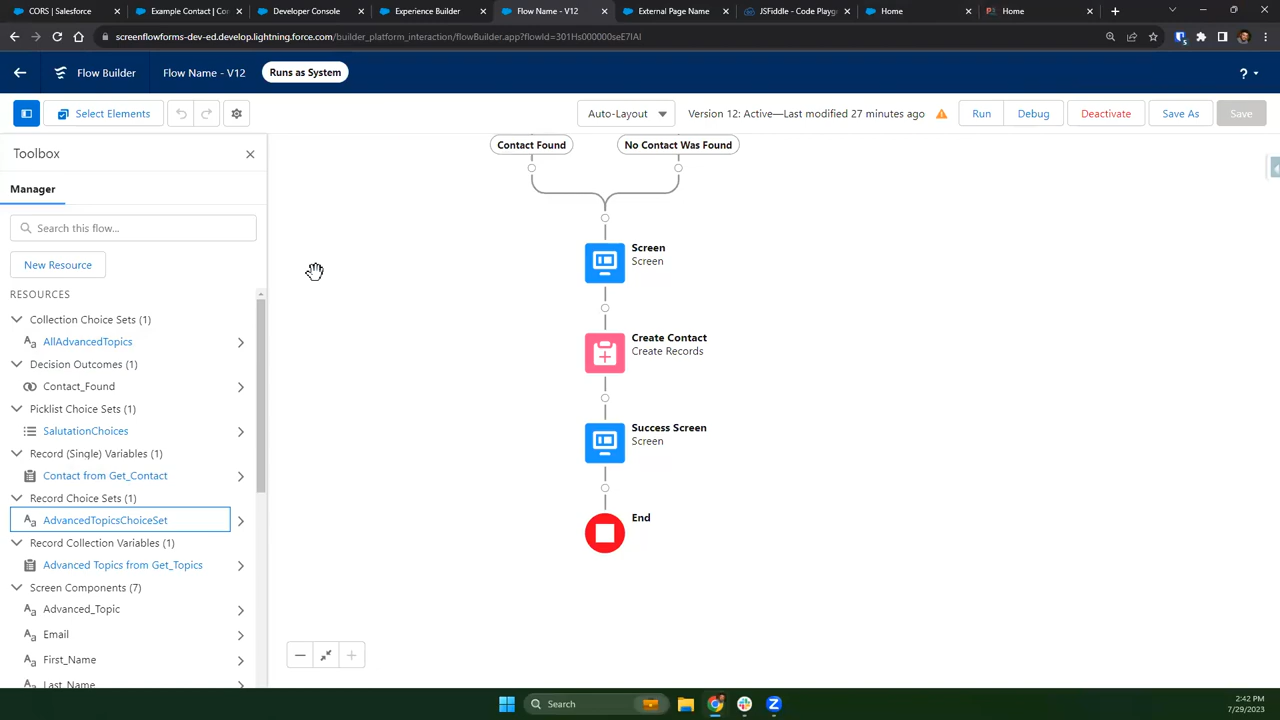 CORS | Salesforce
Example Contact | Co
Developer Console
Experience Builder
Flow Name - V12
External Page Name
JSFiddle - Code Playg
Home
Home
screenflowforms-dev-ed.develop.lightning.force.com/builder_platform_interaction/flowBuilder.app?flowId=301Hs000000seE7IAI
Flow Builder
Flow Name - V12
Runs as System
?
Select Elements
Auto-Layout
Version 12: Active—Last modified 27 minutes ago
Run
Debug
Deactivate
Save As
Save
Toolbox
Manager
Search this flow...
New Resource
RESOURCES
Collection Choice Sets (1)
AllAdvancedTopics
Decision Outcomes (1)
Contact_Found
Picklist Choice Sets (1)
SalutationChoices
Record (Single) Variables (1)
Contact from Get_Contact
Record Choice Sets (1)
AdvancedTopicsChoiceSet
Record Collection Variables (1)
Advanced Topics from Get_Topics
Screen Components (7)
Advanced_Topic
Email
First_Name
Last_Name
Contact Found
No Contact Was Found
Screen
Screen
Create Contact
Create Records
Success Screen
Screen
End
Search
2:42 PM
7/29/2023